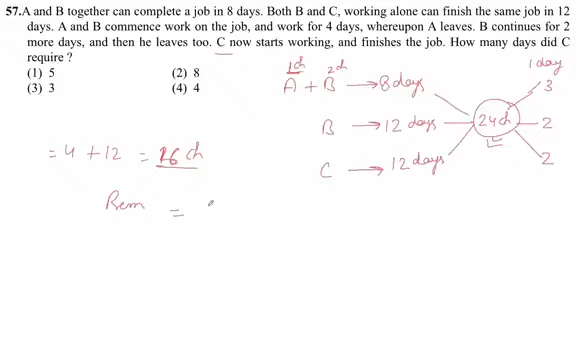 57.A and B together can complete a job in 8 days. Both B and C, working alone can finish the same job in 12
days. A and B commence work on the job, and work for 4 days, whereupon A leaves. B continues for 2
more days, and then he leaves too. C now starts working, and finishes the job. How many days did C
require ?
(1) 5 (2) 8
(3) 3 (4) 4
1ch 2ch 1 day
A + B → 8 days 3
B → 12 days 24ch 2
C → 12 days 2
= 4 + 12 = 16 ch
Rem =